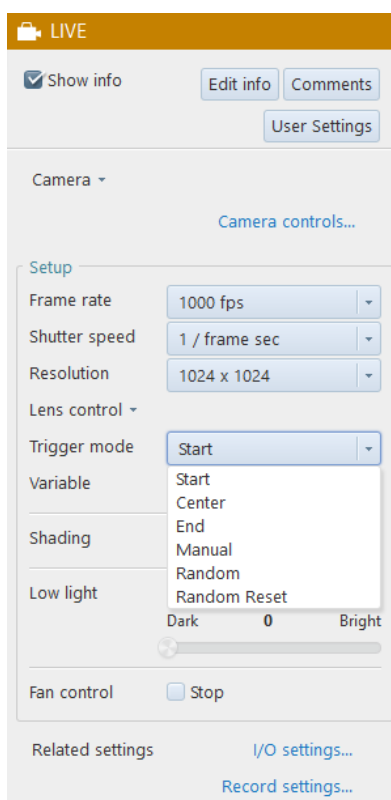 LIVE
Show info
Edit info
Comments
User Settings
Camera
Camera controls...
Setup
Frame rate
1000 fps
Shutter speed
1 / frame sec
Resolution
1024 x 1024
Lens control
Trigger mode
Start
Variable
Start
Center
End
Manual
Random
Random Reset
Shading
Low light
Dark 0 Bright
Fan control
Stop
Related settings
I/O settings...
Record settings...